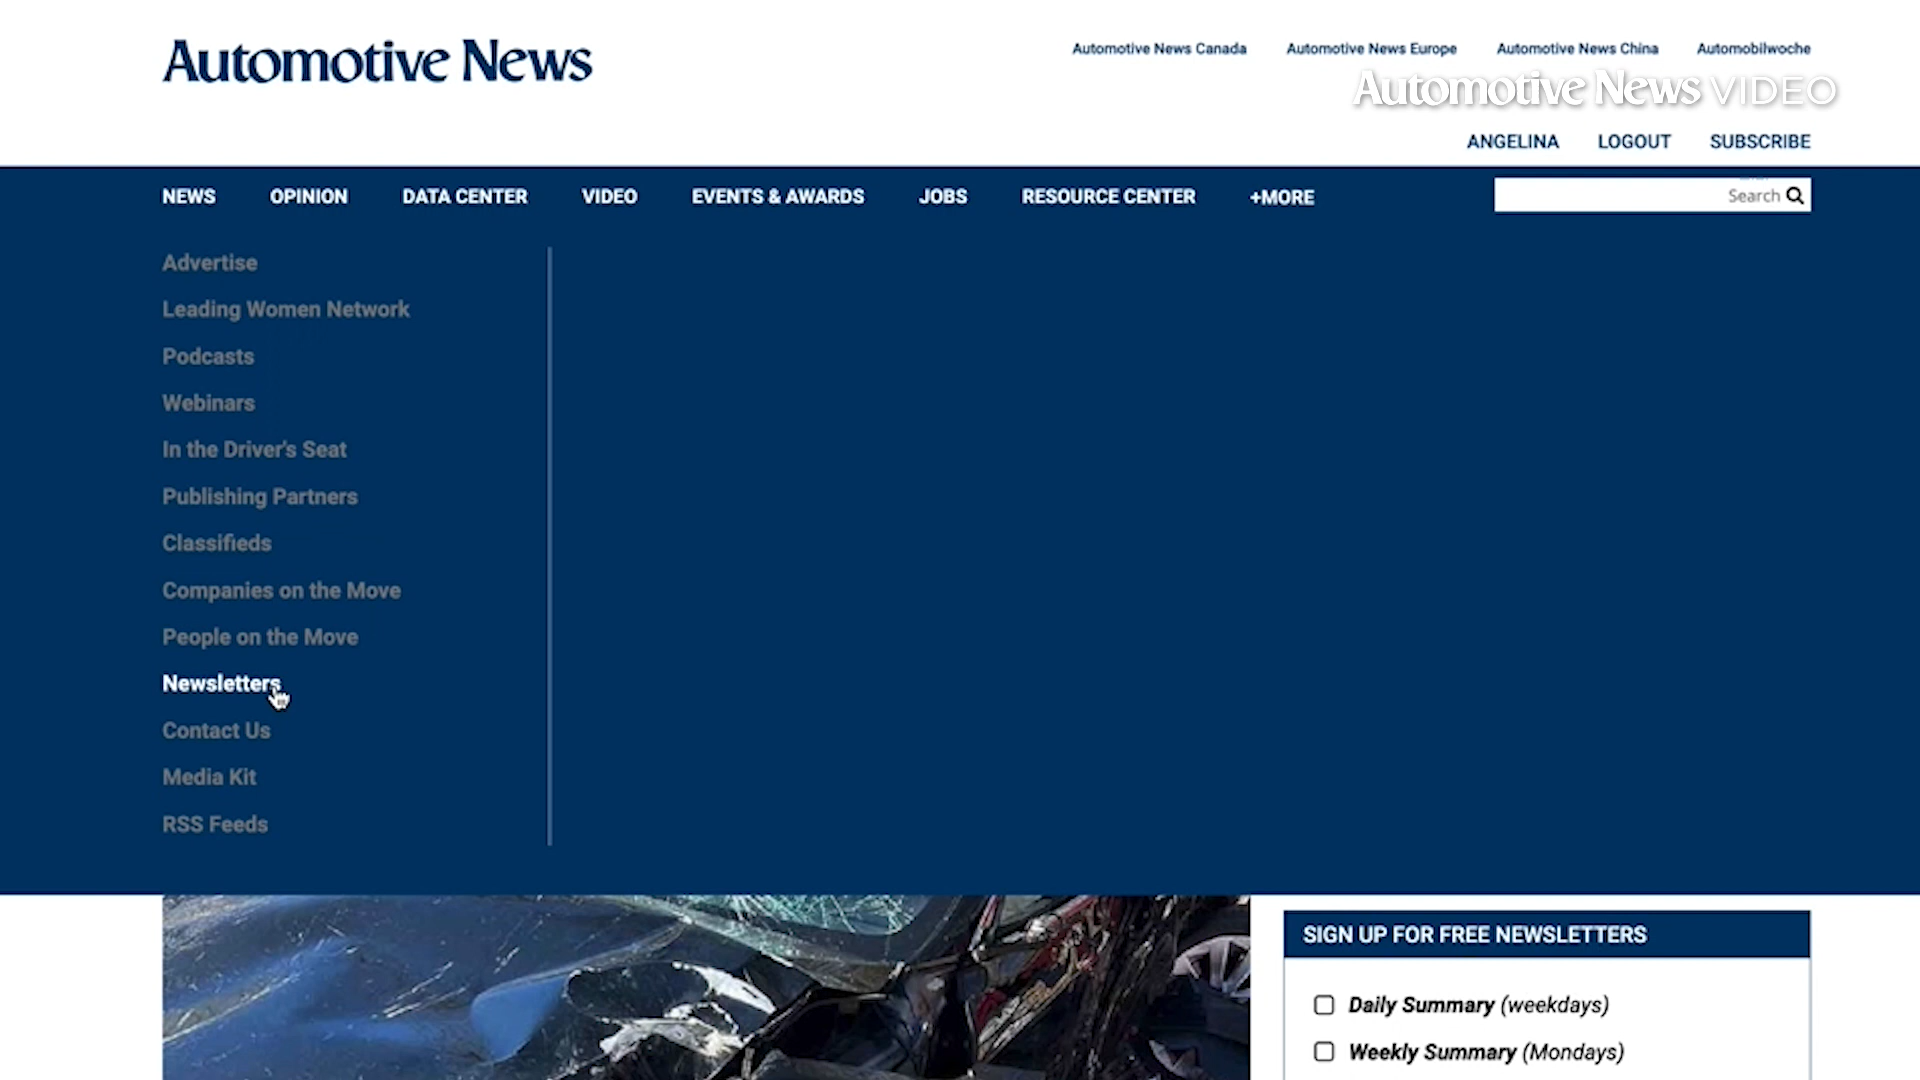 Automotive News
Automotive News Canada
Automotive News Europe
Automotive News China
Automobilwoche
Automotive News VIDEO
ANGELINA
LOGOUT
SUBSCRIBE
NEWS
OPINION
DATA CENTER
VIDEO
EVENTS & AWARDS
JOBS
RESOURCE CENTER
+MORE
Search
Advertise
Leading Women Network
Podcasts
Webinars
In the Driver's Seat
Publishing Partners
Classifieds
Companies on the Move
People on the Move
Newsletters
Contact Us
Media Kit
RSS Feeds
SIGN UP FOR FREE NEWSLETTERS
Daily Summary (weekdays)
Weekly Summary (Mondays)